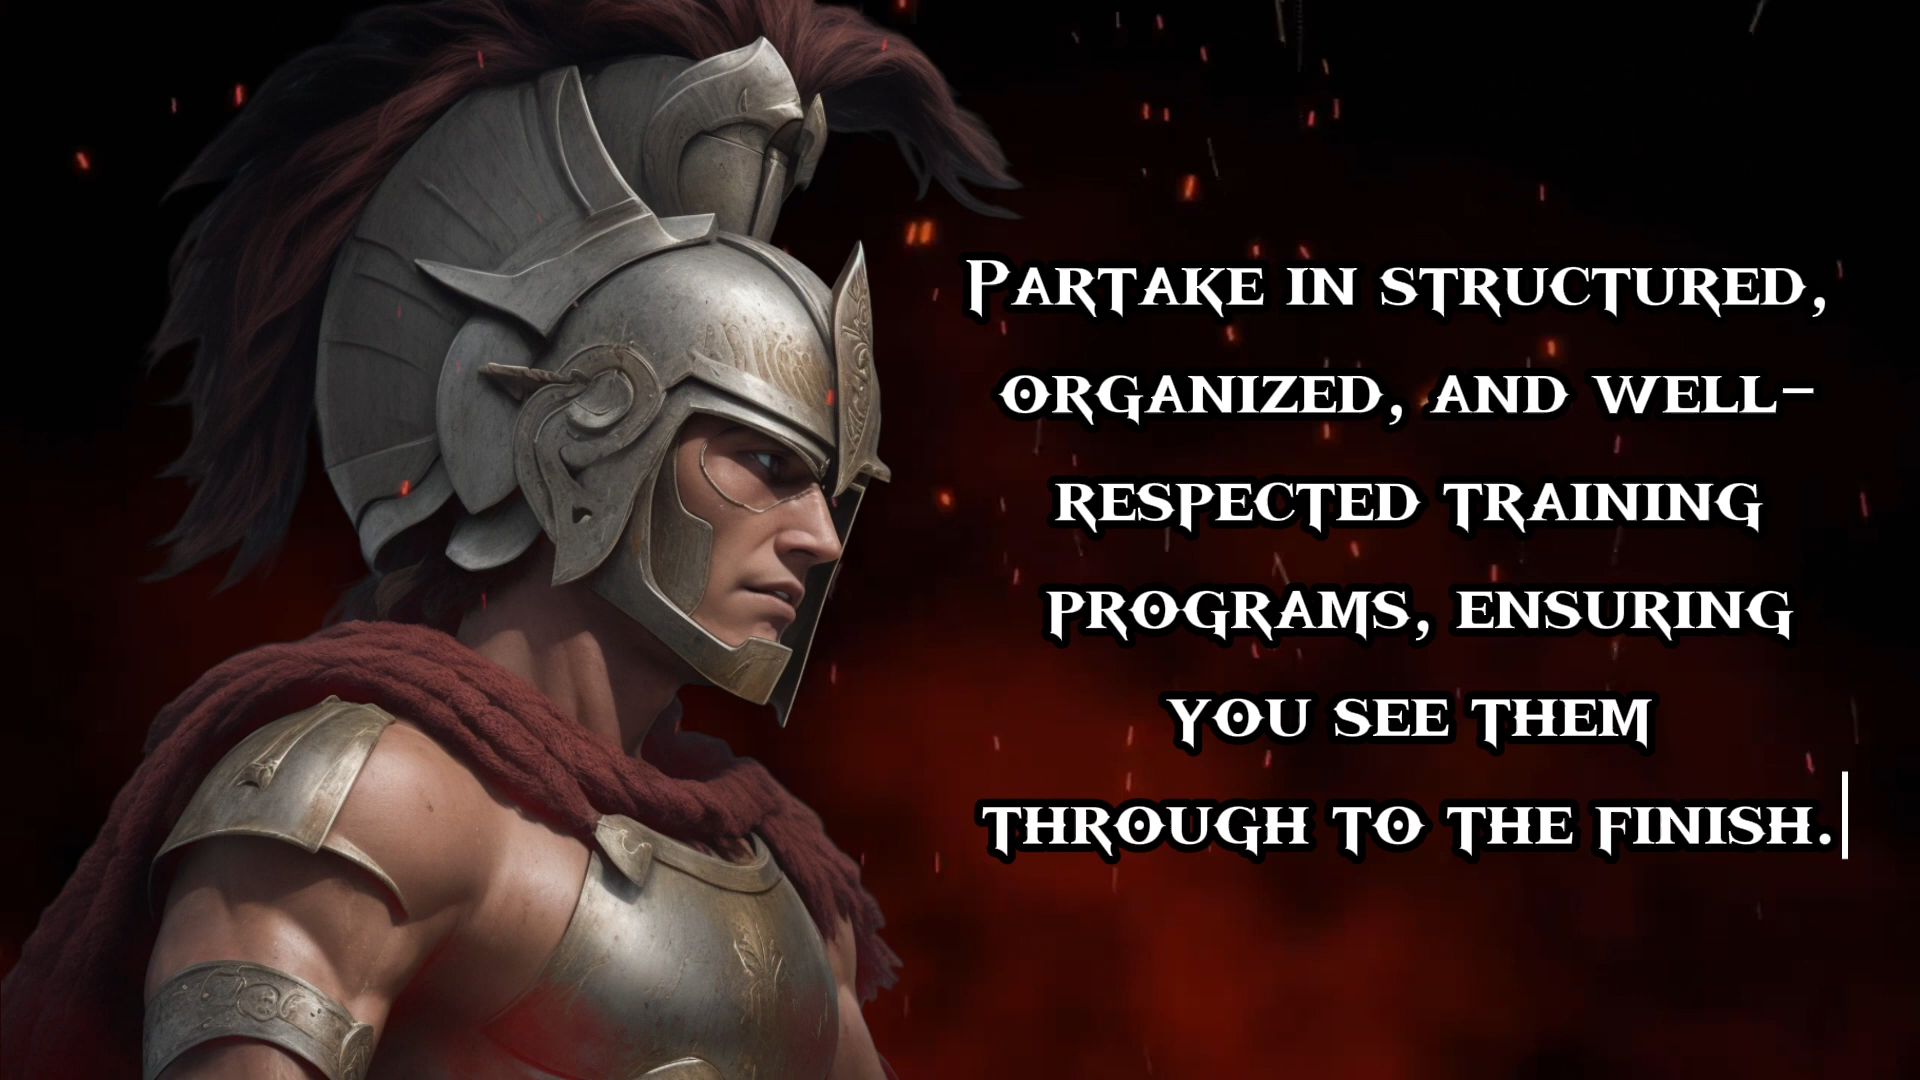 Partake in structured,
organized, and well-
respected training
programs, ensuring
you see them
through to the finish.